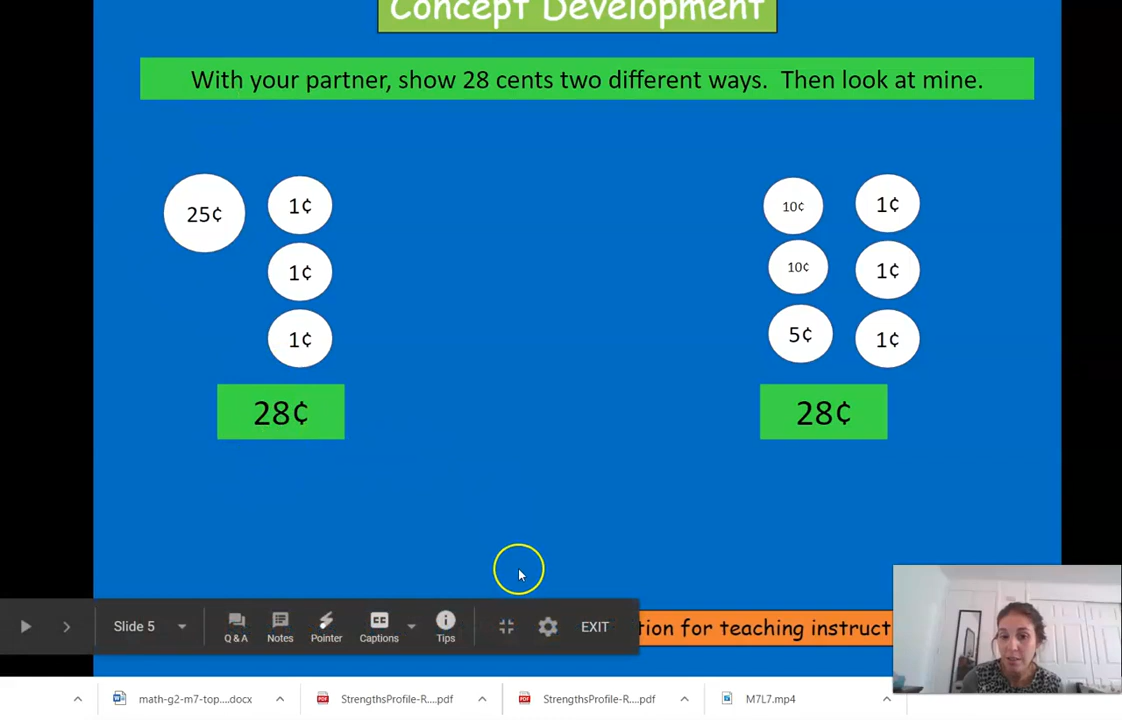 Concept Development
With your partner, show 28 cents two different ways. Then look at mine.
25¢ 1¢
1¢
1¢
28¢
10¢ 1¢
10¢ 1¢
5¢ 1¢
28¢
Slide 5
Q & A
Notes
Pointer
CC
Captions
Tips
EXIT
for teaching
math-g2-m7-top....docx
StrengthsProfile-R....pdf
StrengthsProfile-R....pdf
M7L7.mp4